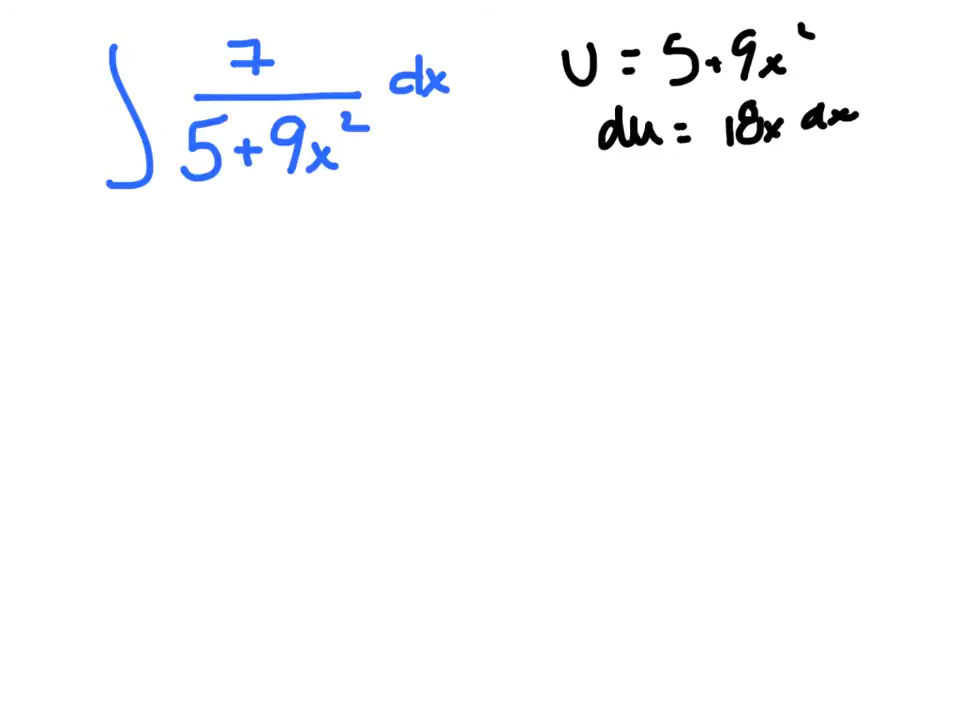 ∫ 7/(5+9x²) dx
U = 5+9x²
du = 18x dx